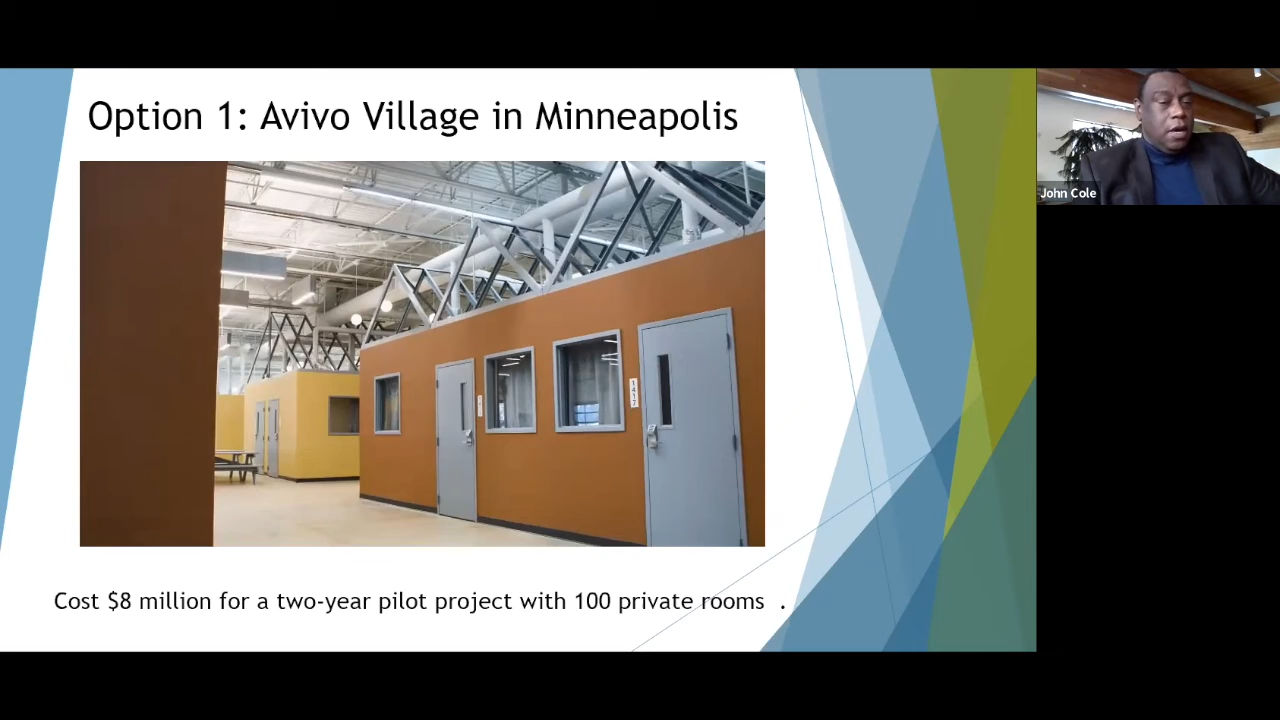 Option 1: Avivo Village in Minneapolis
John Cole
1417
Cost $8 million for a two-year pilot project with 100 private rooms .